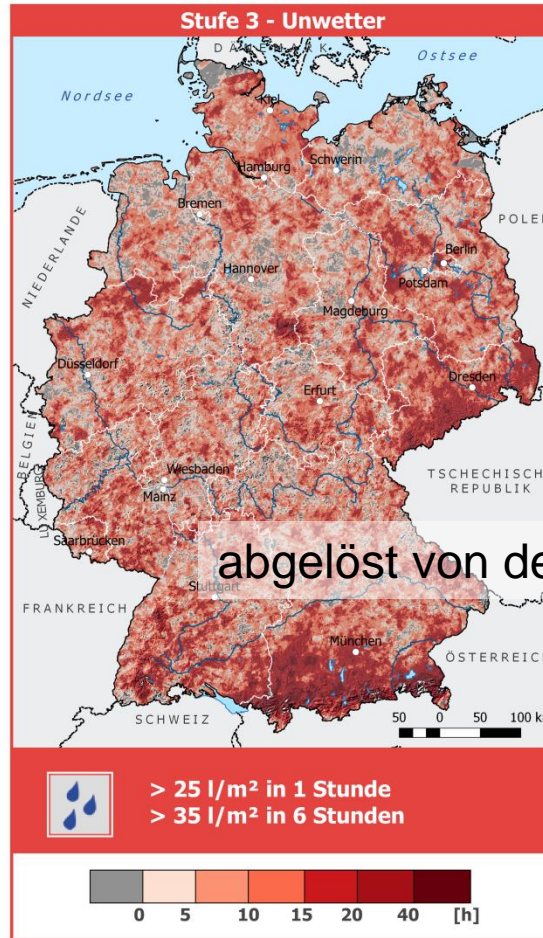 Stufe 3 - Unwetter
DÄNEMARK
Ostsee
Nordsee
Kiel
Hamburg
Schwerin
Bremen
POLE
NIEDERLANDE
Berlin
Hannover
Potsdam
Magdeburg
Düsseldorf
Dresden
Erfurt
BELGIEN
Wiesbaden
Mainz
LUXEMBURG
TSCHECHISCH
REPUBLIK
Saarbrücken
abgelöst von de
Stuttgart
FRANKREICH
München
ÖSTERREIC
SCHWEIZ
50 0 50 100 k
> 25 l/m² in 1 Stunde
> 35 l/m² in 6 Stunden
0 5 10 15 20 40 [h]